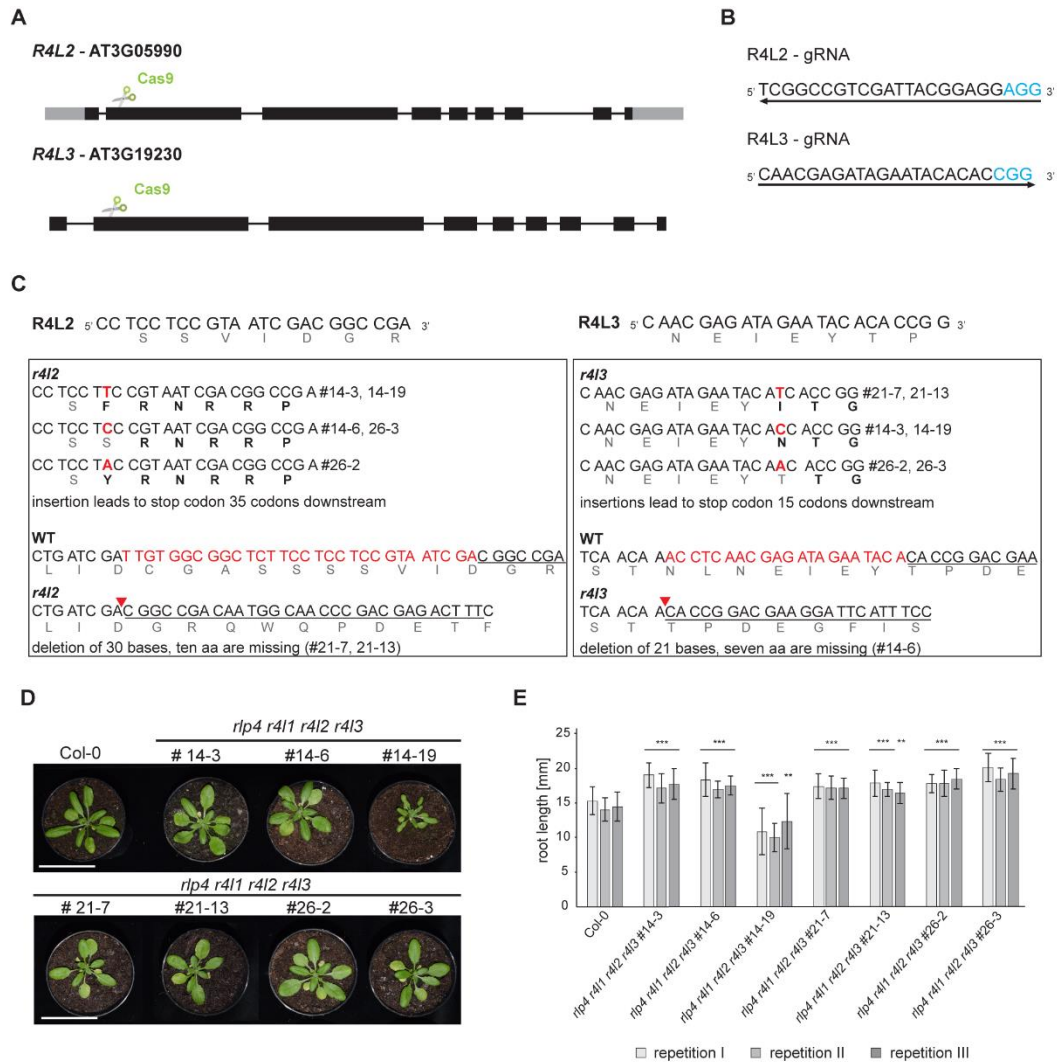 A
R4L2 - AT3G05990
Cas9
R4L3 - AT3G19230
Cas9
B
R4L2 - gRNA
5' TCGGCCGTCGATTACGGAGGAGG 3'
R4L3 - gRNA
5' CAACGAGATAGAATACACACCGG 3'
C
R4L2 5' CC TCC TCC GTA ATC GAC GGC CGA 3'
S S V I D G R
r4l2
CC TCC TTC CGT AAT CGA CGG CCG A #14-3, 14-19
S F R N R R P
CC TCC TCC CGT AAT CGA CGG CCG A #14-6, 26-3
S S R N R R P
CC TCC TAC CGT AAT CGA CGG CCG A #26-2
S Y R N R R P
insertion leads to stop codon 35 codons downstream
WT
CTG ATC GAT TGT GGC GGC TCT TCC TCC TCC GTA ATC GAC GGC CGA
L I D C G A S S S S V I D G R
r4l2
CTG ATC GAC GGC CGA CAA TGG CAA CCC GAC GAG ACT TTC
L I D G R Q W Q P D E T F
deletion of 30 bases, ten aa are missing (#21-7, 21-13)
R4L3 5' C AAC GAG ATA GAA TAC ACA CCG G 3'
N E I E Y T P
r4l3
C AAC GAG ATA GAA TAC ATC ACC GG #21-7, 21-13
N E I E Y I T G
C AAC GAG ATA GAA TAC ACC ACC GG #14-3, 14-19
N E I E Y N T G
C AAC GAG ATA GAA TAC AAC ACC GG #26-2, 26-3
N E I E Y T T G
insertions lead to stop codon 15 codons downstream
WT
TCA ACA AAC CTC AAC GAG ATA GAA TAC ACA CCG GAC GAA
S T N L N E I E Y T P D E
r4l3
TCA ACA ACA CCG GAC GAA GGA TTC ATT TCC
S T T P D E G F I S
deletion of 21 bases, seven aa are missing (#14-6)
D
rlp4 r4l1 r4l2 r4l3
Col-0 # 14-3 #14-6 #14-19
rlp4 r4l1 r4l2 r4l3
# 21-7 #21-13 #26-2 #26-3
E
root length [mm]
25
20
15
10
5
0
*** *** *** ** *** *** ** *** ***
Col-0
rlp4 r4l1 r4l2 r4l3 #14-3
rlp4 r4l1 r4l2 r4l3 #14-6
rlp4 r4l1 r4l2 r4l3 #14-19
rlp4 r4l1 r4l2 r4l3 #21-7
rlp4 r4l1 r4l2 r4l3 #21-13
rlp4 r4l1 r4l2 r4l3 #26-2
rlp4 r4l1 r4l2 r4l3 #26-3
repetition I repetition II repetition III